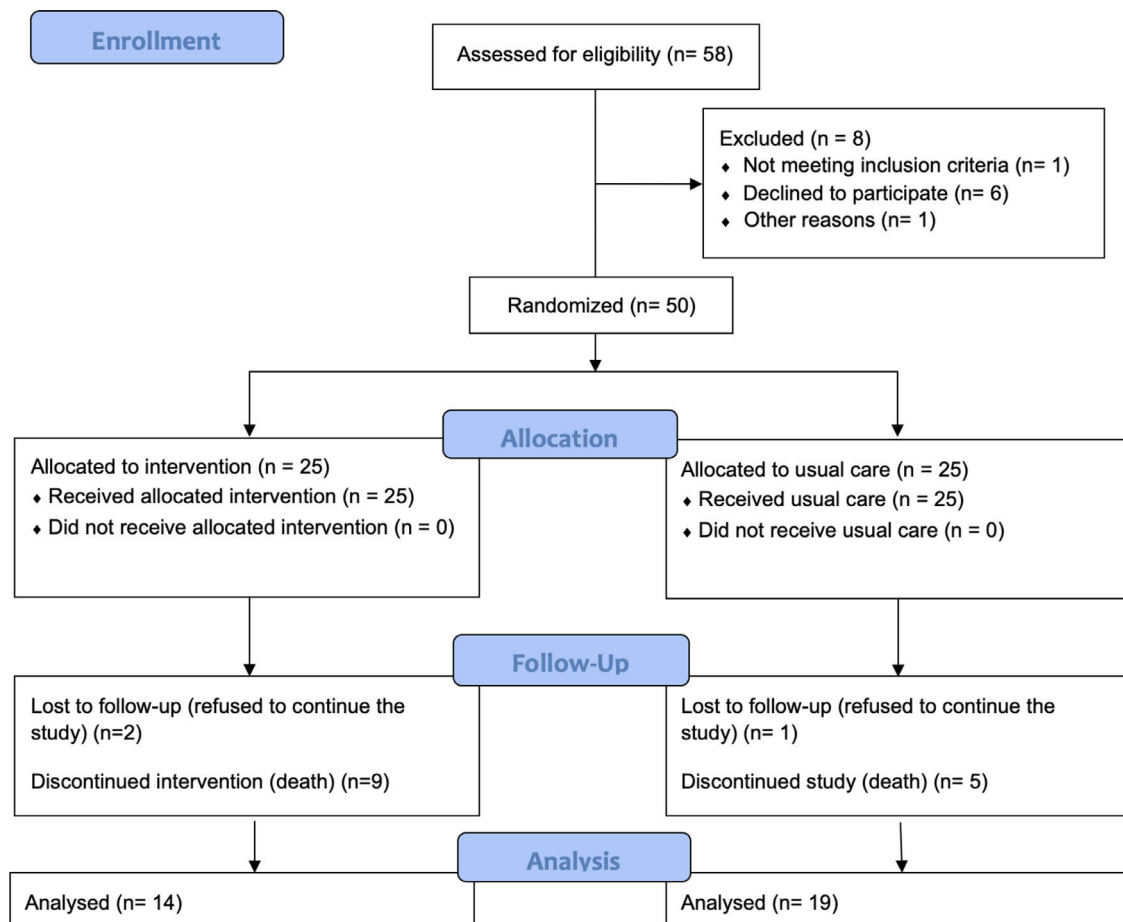 Enrollment
Assessed for eligibility (n= 58)
Excluded (n = 8)
♦ Not meeting inclusion criteria (n= 1)
♦ Declined to participate (n= 6)
♦ Other reasons (n= 1)
Randomized (n= 50)
Allocation
Allocated to intervention (n = 25)
♦ Received allocated intervention (n = 25)
♦ Did not receive allocated intervention (n = 0)
Allocated to usual care (n = 25)
♦ Received usual care (n = 25)
♦ Did not receive usual care (n = 0)
Follow-Up
Lost to follow-up (refused to continue the
study) (n=2)
Discontinued intervention (death) (n=9)
Lost to follow-up (refused to continue the
study) (n= 1)
Discontinued study (death) (n= 5)
Analysis
Analysed (n= 14)
Analysed (n= 19)